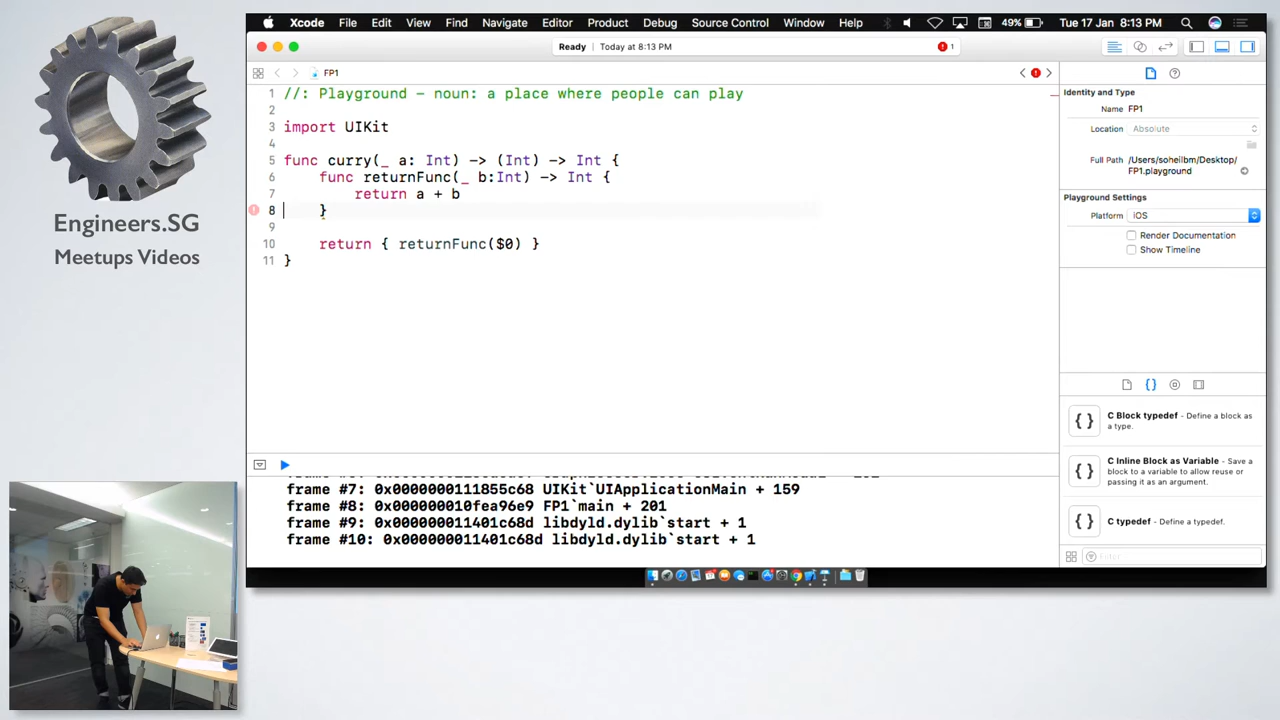 Xcode File Edit View Find Navigate Editor Product Debug Source Control Window Help 49% Tue 17 Jan 8:13 PM
Ready Today at 8:13 PM 1
FP1
1 //: Playground - noun: a place where people can play
2
3 import UIKit
4
5 func curry(_ a: Int) -> (Int) -> Int {
6 func returnFunc(_ b:Int) -> Int {
7 return a + b
8 }
9
10 return { returnFunc($0) }
11 }
frame #7: 0x0000000111855c68 UIKit`UIApplicationMain + 159
frame #8: 0x000000010fea96e9 FP1`main + 201
frame #9: 0x000000011401c68d libdyld.dylib`start + 1
frame #10: 0x000000011401c68d libdyld.dylib`start + 1
Identity and Type
Name FP1
Location Absolute
Full Path /Users/soheilbm/Desktop/
FP1.playground
Playground Settings
Platform iOS
Render Documentation
Show Timeline
{}
{ } C Block typedef - Define a block as
a type.
{ } C Inline Block as Variable - Save a
block to a variable to allow reuse or
passing it as an argument.
{ } C typedef - Define a typedef.
Filter
Engineers.SG
Meetups Videos